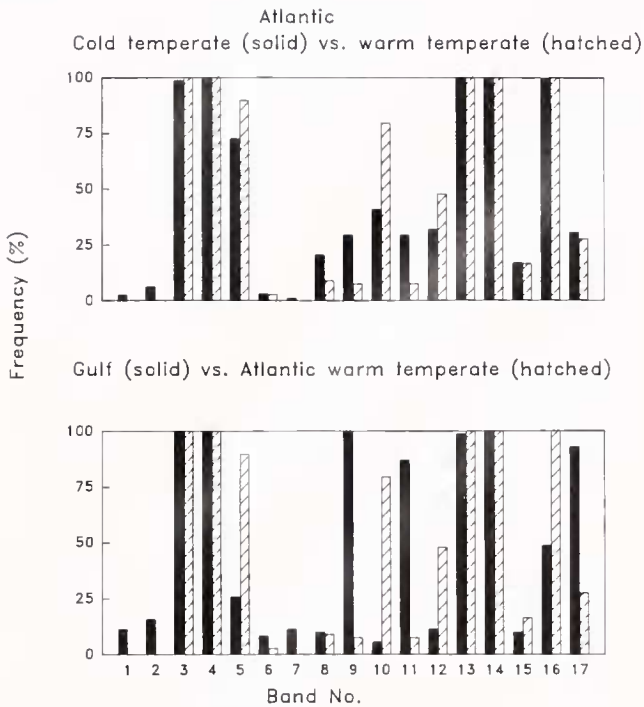 Atlantic
Cold temperate (solid) vs. warm temperate (hatched)
100
75
50
25
0
Frequency (%)
Gulf (solid) vs. Atlantic warm temperate (hatched)
100
75
50
25
0
1 2 3 4 5 6 7 8 9 10 11 12 13 14 15 16 17
Band No.